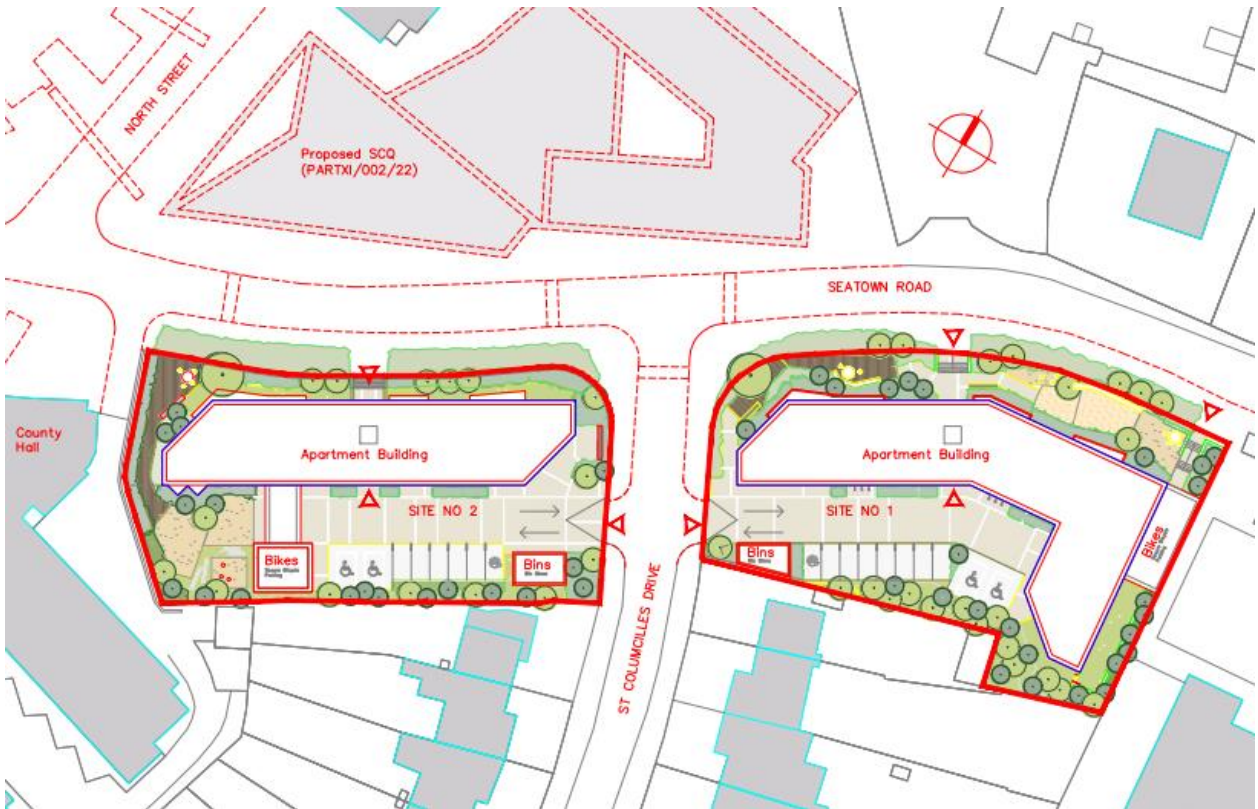 NORTH STREET
Proposed SCQ
(PARTXI/002/22)
SEATOWN ROAD
County
Hall
Apartment Building
Apartment Building
SITE NO 2
SITE NO 1
Bikes
Bins
Bins
Bikes
ST COLUMCILLES DRIVE